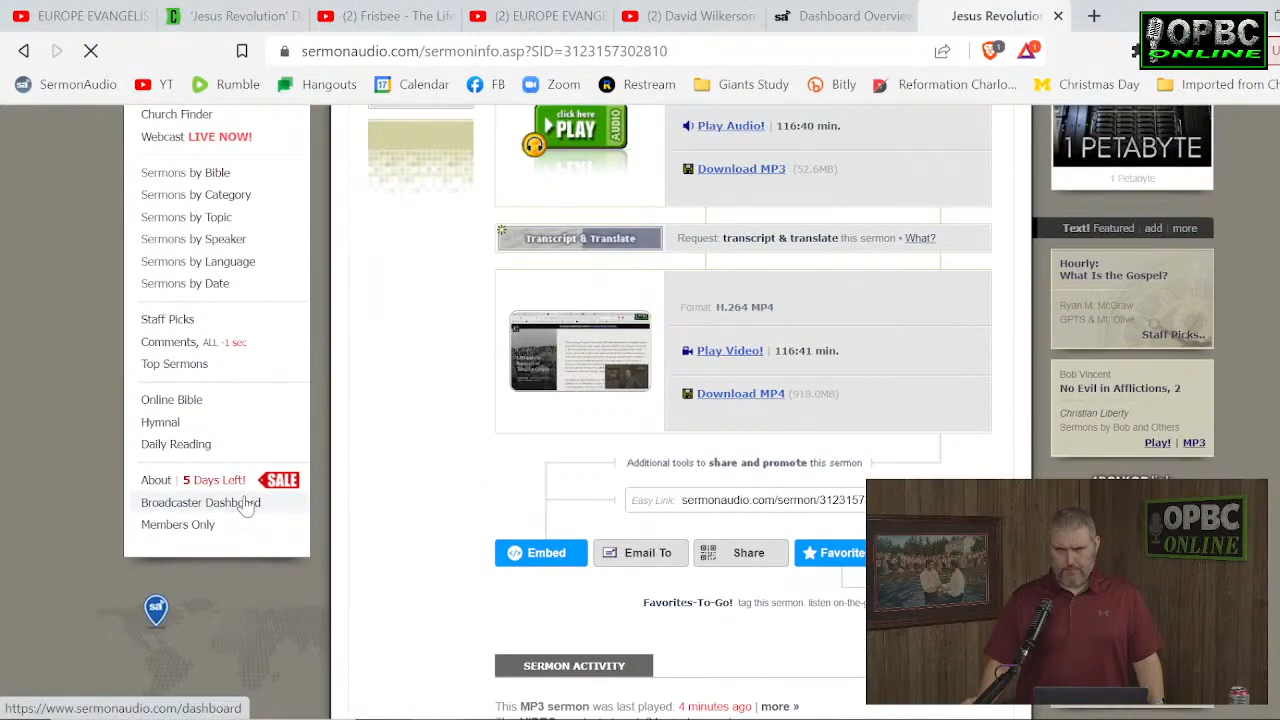 EUROPE EVANGELIS
'Jesus Revolution' D
(2) Frisbee - The Life
(2) EUROPE EVAN
(2) David Wilkerson
Dashboard Overview
Jesus Revolution
OPBC
ONLINE
sermonaudio.com/sermoninfo.asp?SID=3123157302810
SermonAudio
YT
Rumble
Hangouts
Calendar
FB
Zoom
Restream
Giants Study
Bitly
Reformation Charlo...
Christmas Day
Imported from C
Church Finder
Webcast LIVE NOW!
Sermons by Bible
Sermons by Category
Sermons by Topic
Sermons by Speaker
Sermons by Language
Sermons by Date
Staff Picks
Comments, ALL -1 sec
Top Sermons
Online Bible
Hymnal
Daily Reading
About | 5 Days Left! SALE
Broadcaster Dashboard
Members Only
sa
click here
PLAY
AUDIO
Play Audio! | 116:40 min.
Download MP3 (52.6MB)
Transcript & Translate
Request: transcript & translate this sermon • What?
Format H.264 MP4
Play Video! | 116:41 min.
Download MP4 (918.0MB)
Additional tools to share and promote this sermon
Easy Link: sermonaudio.com/sermon/3123157
Embed
Email To
Share
Favorite
Favorites-To-Go! tag this sermon, listen on-the-g
SERMON ACTIVITY
This MP3 sermon was last played: 4 minutes ago | more »
1 PETABYTE
1 Petabyte
Text! Featured | add | more
Hourly:
What Is the Gospel?
Ryan M. McGraw
GPTS & Mt. Olive
Staff Picks..
Bob Vincent
No Evil in Afflictions, 2
Christian Liberty
Sermons by Bob and Others
Play! | MP3
OPBC
ONLINE
https://www.sermonaudio.com/dashboard